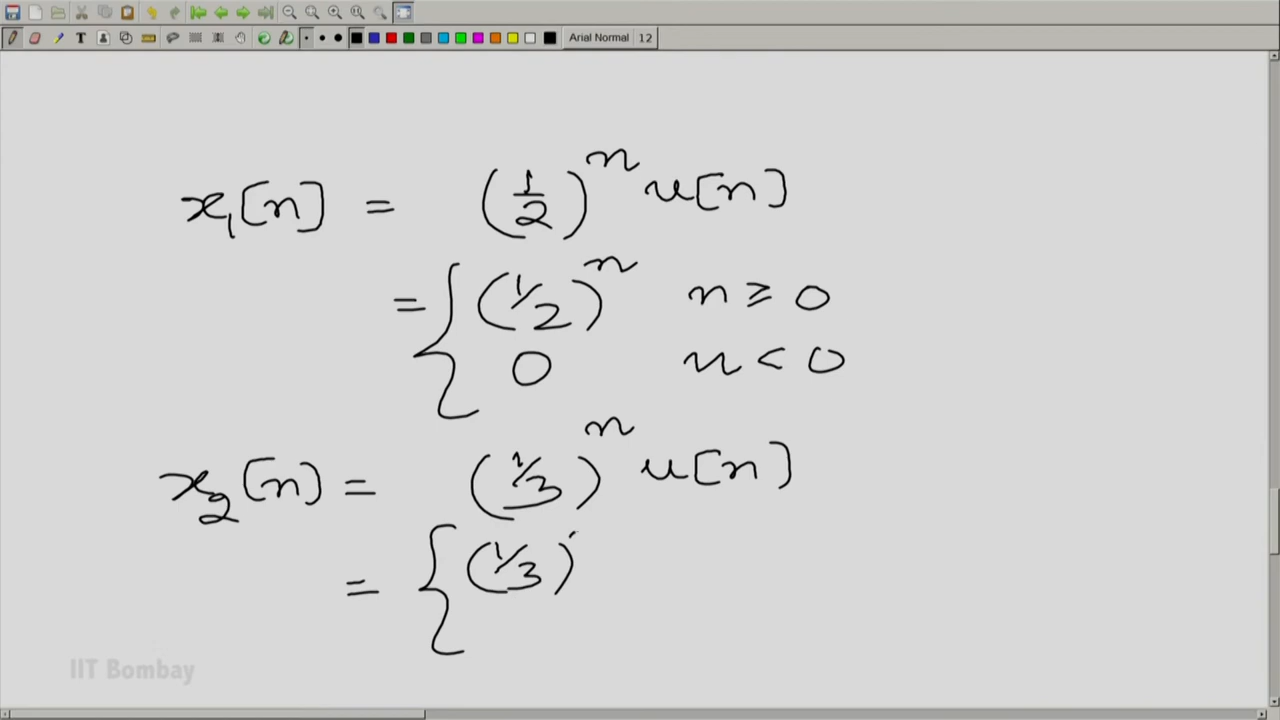 Arial Normal 12
x₁[n] = (1/2)ⁿ u[n]
= { (1/2)ⁿ n ≥ 0
0 n < 0
x₂[n] = (1/3)ⁿ u[n]
= { (1/3)
IIT Bombay